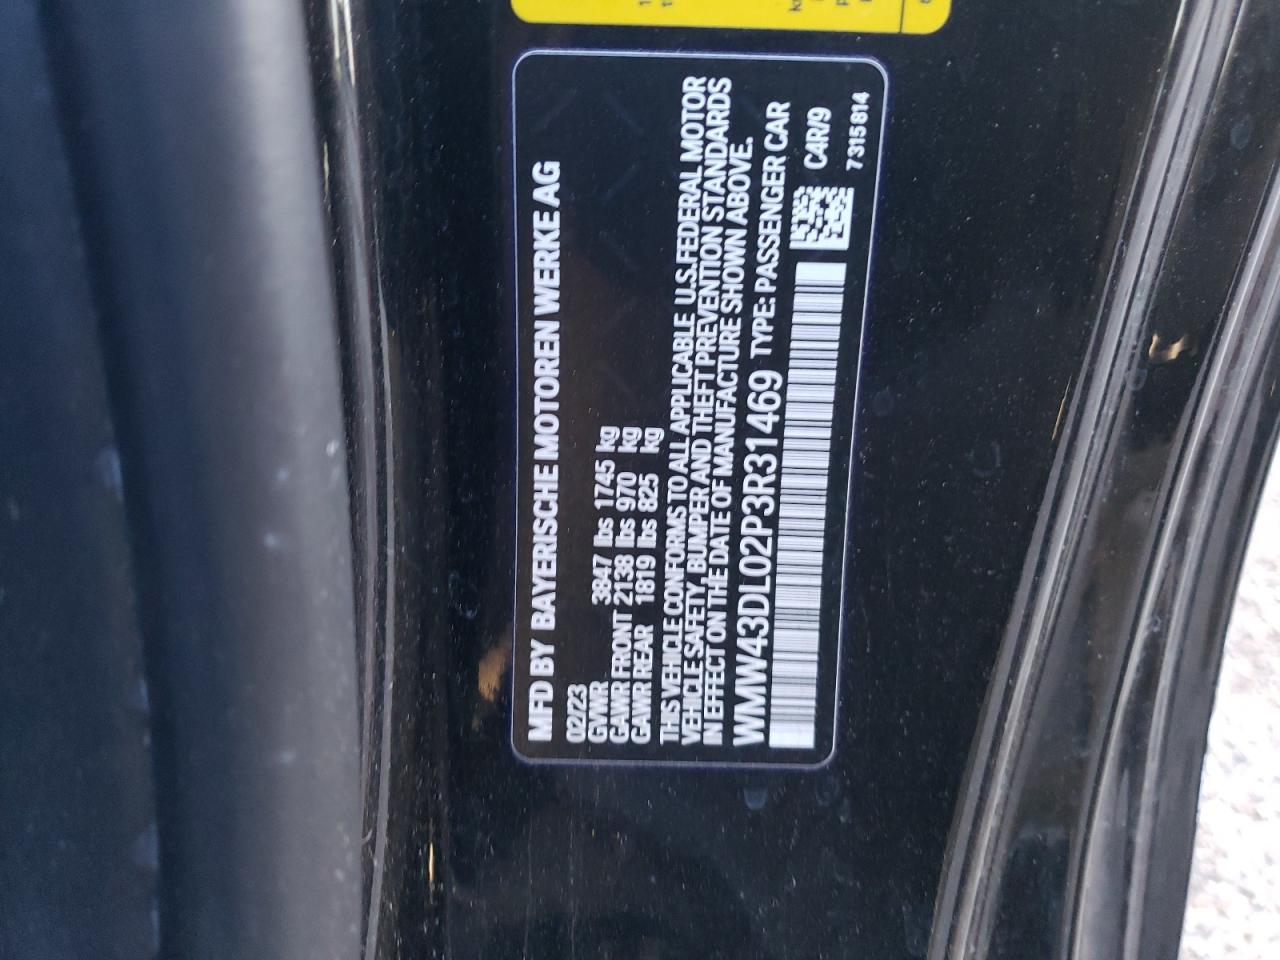 MFD BY BAYERISCHE MOTOREN WERKE AG
02/23
GVWR 3847 lbs 1745 kg
GAWR FRONT 2138 lbs 970 kg
GAWR REAR 1819 lbs 825 kg
THIS VEHICLE CONFORMS TO ALL APPLICABLE U.S.FEDERAL MOTOR
VEHICLE SAFETY, BUMPER AND THEFT PREVENTION STANDARDS
IN EFFECT ON THE DATE OF MANUFACTURE SHOWN ABOVE.
WMW43DL02P3R31469 TYPE: PASSENGER CAR
C4R/9
7315814